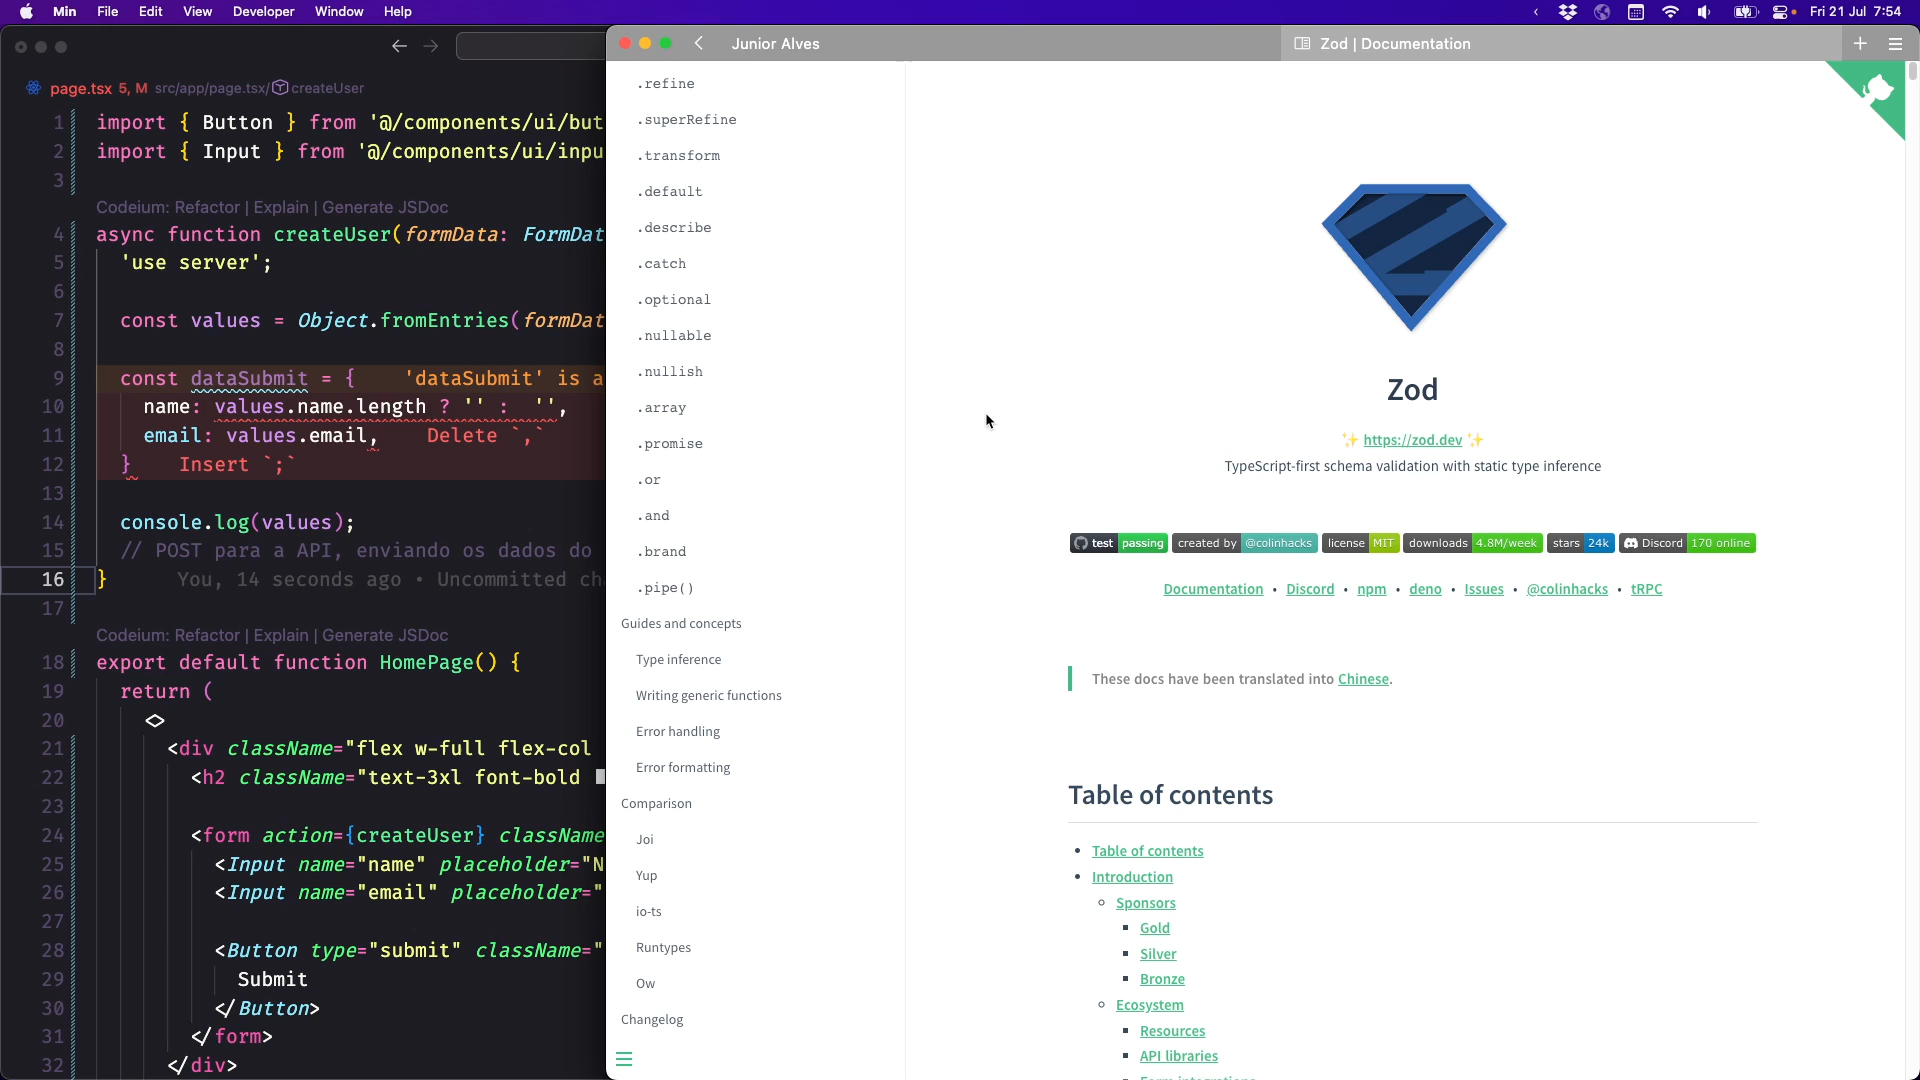 Min File Edit View Developer Window Help
Fri 21 Jul 7:54
page.tsx 5, M src/app/page.tsx/ createUser
1 import { Button } from '@/components/ui/but
2 import { Input } from '@/components/ui/inpu
3
Codeium: Refactor | Explain | Generate JSDoc
4 async function createUser(formData: FormDat
5 'use server';
6
7 const values = Object.fromEntries(formDat
8
9 const dataSubmit = { 'dataSubmit' is a
10 name: values.name.length ? '' : '',
11 email: values.email, Delete `,`
12 } Insert `;`
13
14 console.log(values);
15 // POST para a API, enviando os dados do
16 } You, 14 seconds ago • Uncommitted ch
17
Codeium: Refactor | Explain | Generate JSDoc
18 export default function HomePage() {
19 return (
20 <>
21 <div className="flex w-full flex-col
22 <h2 className="text-3xl font-bold
23
24 <form action={createUser} className
25 <Input name="name" placeholder="N
26 <Input name="email" placeholder="
27
28 <Button type="submit" className="
29 Submit
30 </Button>
31 </form>
32 </div>
Junior Alves
Zod | Documentation
.refine
.superRefine
.transform
.default
.describe
.catch
.optional
.nullable
.nullish
.array
.promise
.or
.and
.brand
.pipe()
Guides and concepts
Type inference
Writing generic functions
Error handling
Error formatting
Comparison
Joi
Yup
io-ts
Runtypes
Ow
Changelog
Zod
✨ https://zod.dev ✨
TypeScript-first schema validation with static type inference
test passing created by @colinhacks license MIT downloads 4.8M/week stars 24k Discord 170 online
Documentation • Discord • npm • deno • Issues • @colinhacks • tRPC
These docs have been translated into Chinese.
Table of contents
Table of contents
Introduction
Sponsors
Gold
Silver
Bronze
Ecosystem
Resources
API libraries
Form integrations